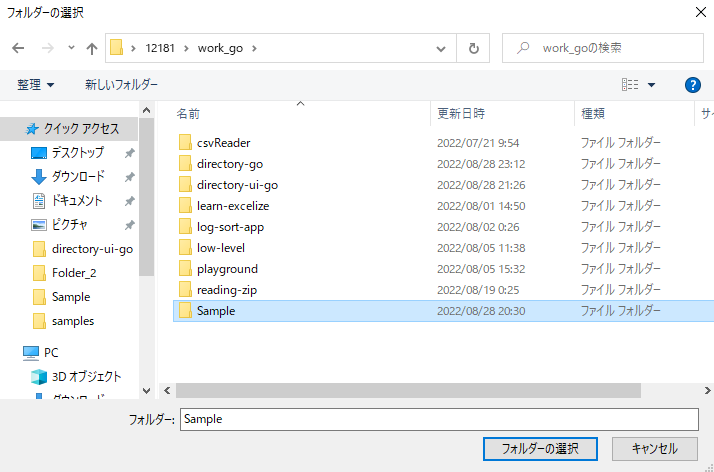 フォルダーの選択
12181 work_go
work_goの検索
整理 新しいフォルダー
名前 更新日時 種類 サイ
クイック アクセス
デスクトップ
ダウンロード
ドキュメント
ピクチャ
directory-ui-go
Folder_2
Sample
samples
PC
3D オブジェクト
csvReader 2022/07/21 9:54 ファイル フォルダー
directory-go 2022/08/28 23:12 ファイル フォルダー
directory-ui-go 2022/08/28 21:26 ファイル フォルダー
learn-excelize 2022/08/01 14:50 ファイル フォルダー
log-sort-app 2022/08/02 0:26 ファイル フォルダー
low-level 2022/08/05 11:38 ファイル フォルダー
playground 2022/08/05 15:32 ファイル フォルダー
reading-zip 2022/08/19 0:25 ファイル フォルダー
Sample 2022/08/28 20:30 ファイル フォルダー
フォルダー: Sample
フォルダーの選択 キャンセル